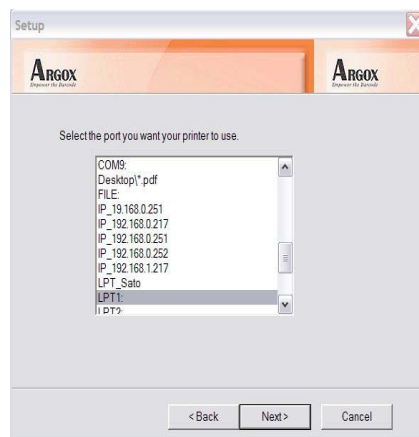 Setup
ARGOX
Empower the Barcode
ARGOX
Empower the Barcode
Select the port you want your printer to use.
COM9:
Desktop\*.pdf
FILE:
IP_19.168.0.251
IP_192.168.0.217
IP_192.168.0.251
IP_192.168.0.252
IP_192.168.1.217
LPT_Sato
LPT1:
LPT2:
< Back
Next >
Cancel